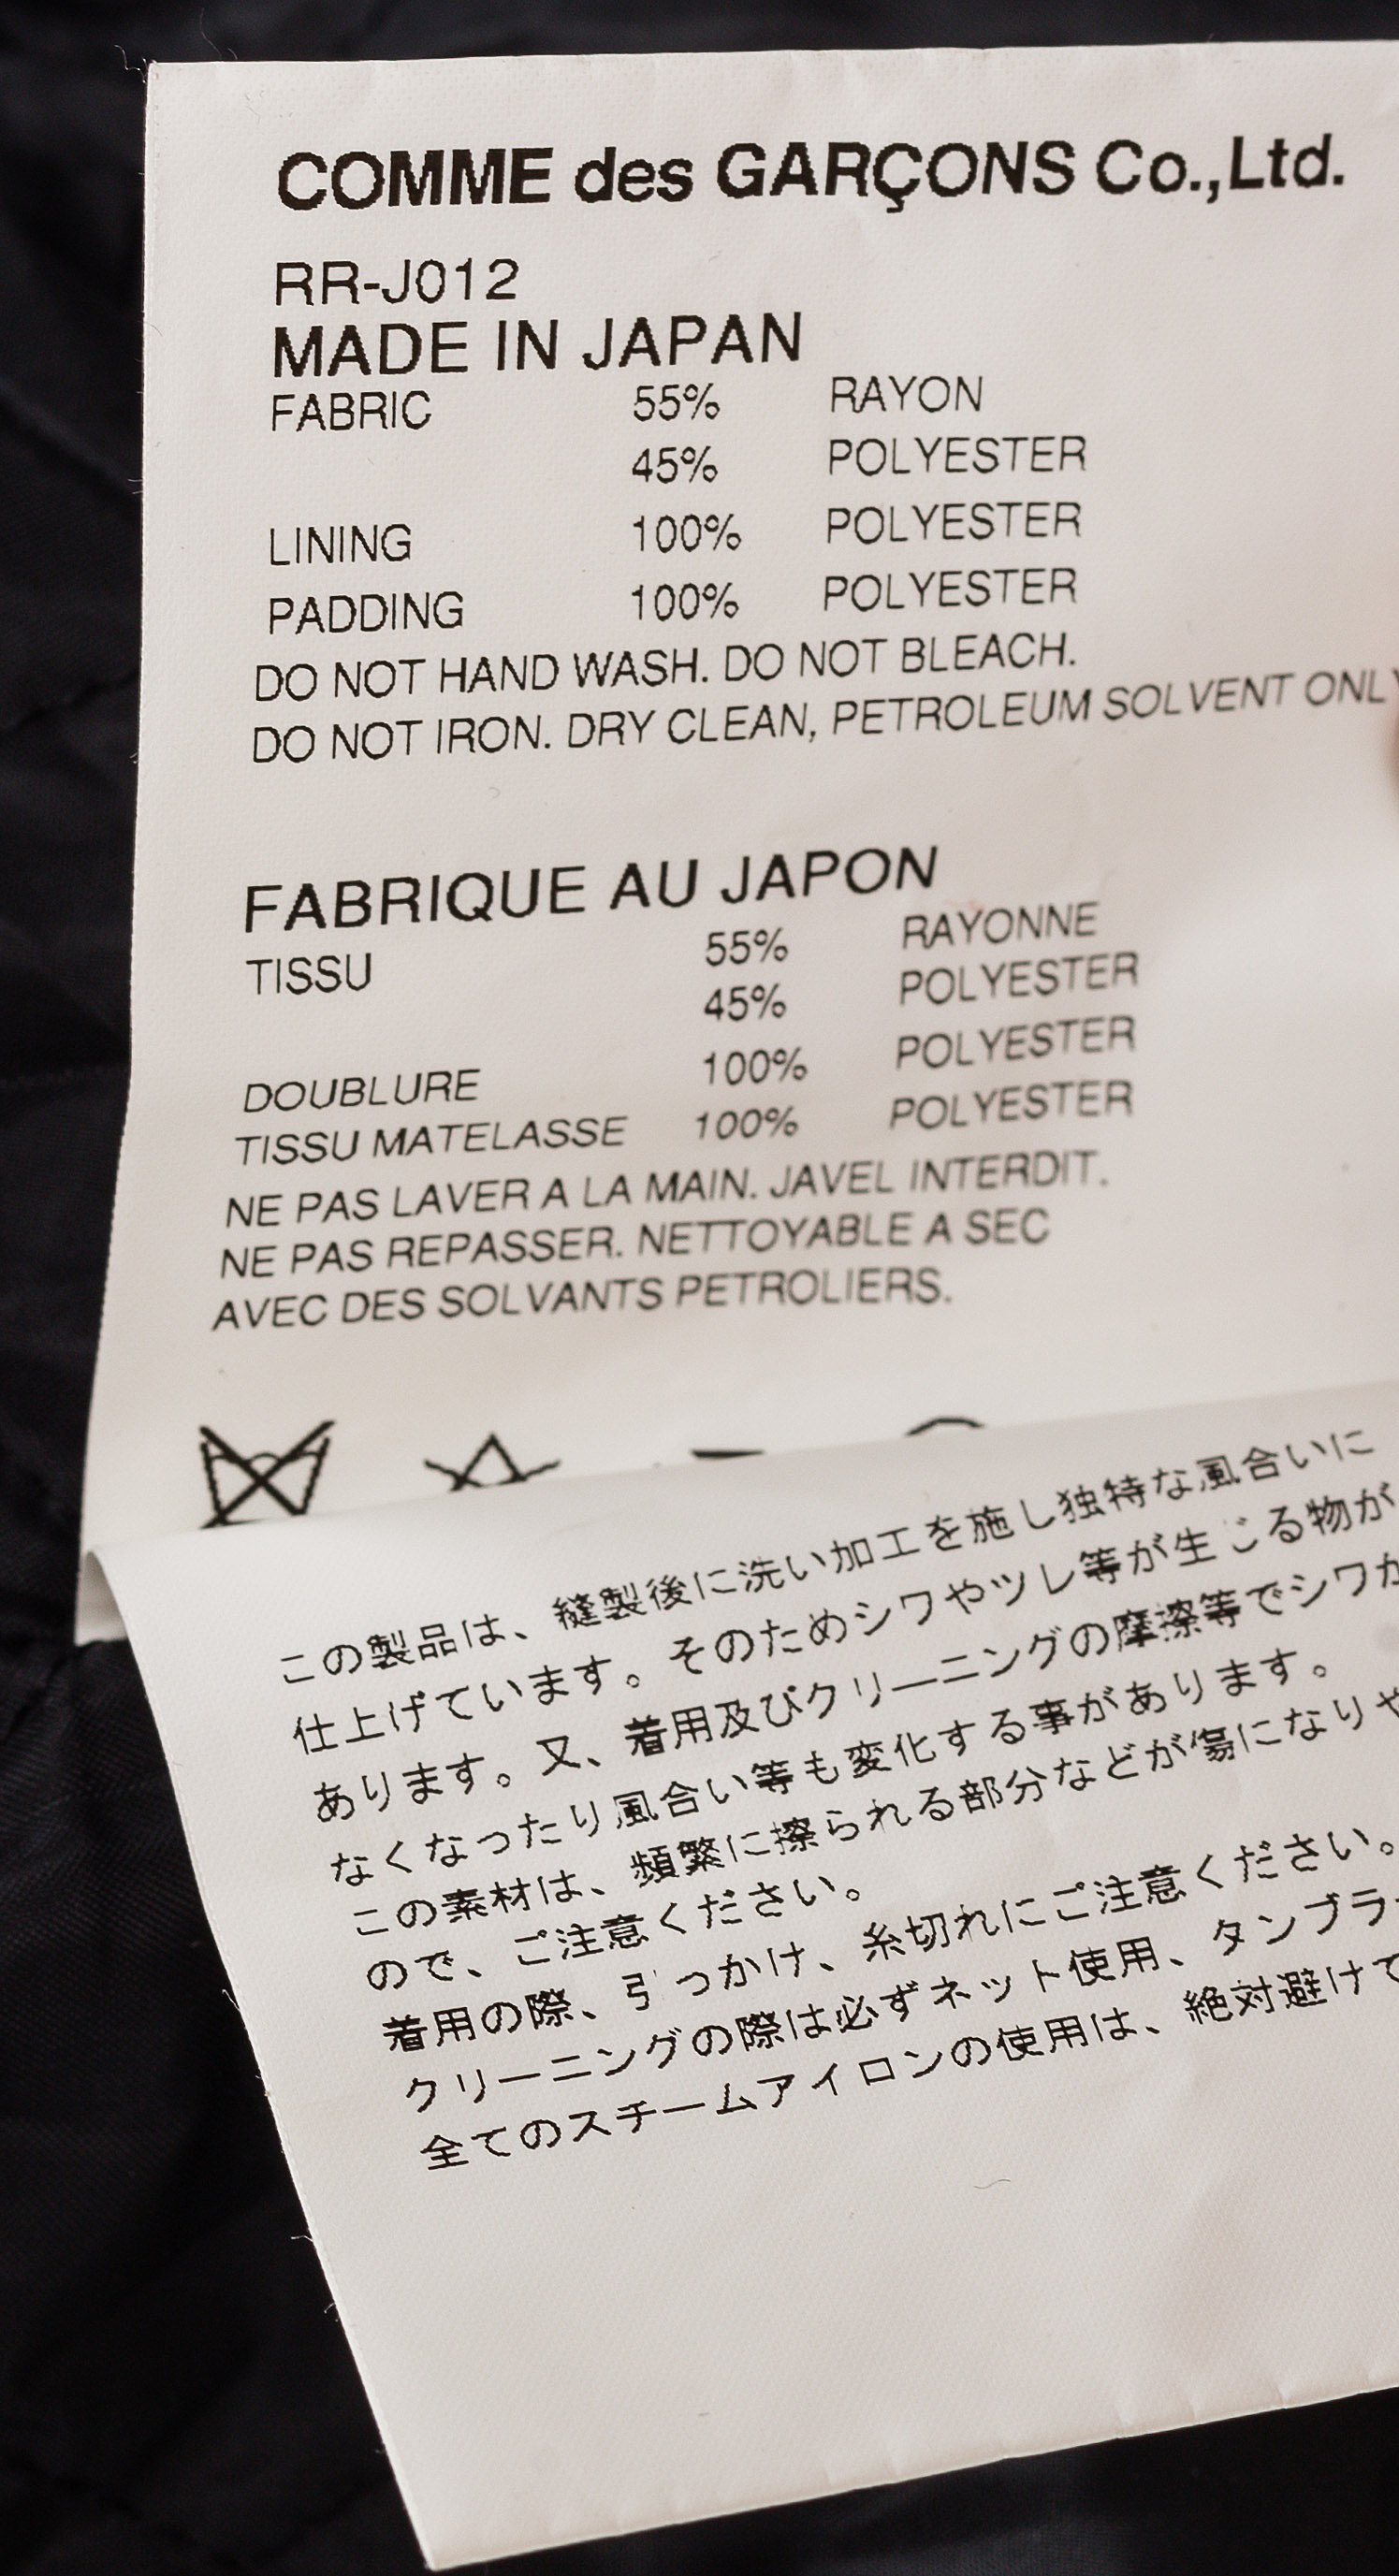 COMME des GARÇONS Co.,Ltd.
RR-J012
MADE IN JAPAN
FABRIC 55% RAYON
45% POLYESTER
LINING 100% POLYESTER
PADDING 100% POLYESTER
DO NOT HAND WASH. DO NOT BLEACH.
DO NOT IRON. DRY CLEAN, PETROLEUM SOLVENT ONLY
FABRIQUE AU JAPON
TISSU 55% RAYONNE
45% POLYESTER
DOUBLURE 100% POLYESTER
TISSU MATELASSE 100% POLYESTER
NE PAS LAVER A LA MAIN. JAVEL INTERDIT.
NE PAS REPASSER. NETTOYABLE A SEC
AVEC DES SOLVANTS PETROLIERS.
この製品は、縫製後に洗い加工を施し独特な風合いに
仕上げています。そのためシワやツレ等が生じる物が
あります。又、着用及びクリーニングの摩擦等でシワが
なくなったり風合い等も変化する事があります。
この素材は、頻繁に擦られる部分などが傷になりや
ので、ご注意ください。
着用の際、引っかけ、糸切れにご注意ください。
クリーニングの際は必ずネット使用、タンブラー
全てのスチームアイロンの使用は、絶対避けて